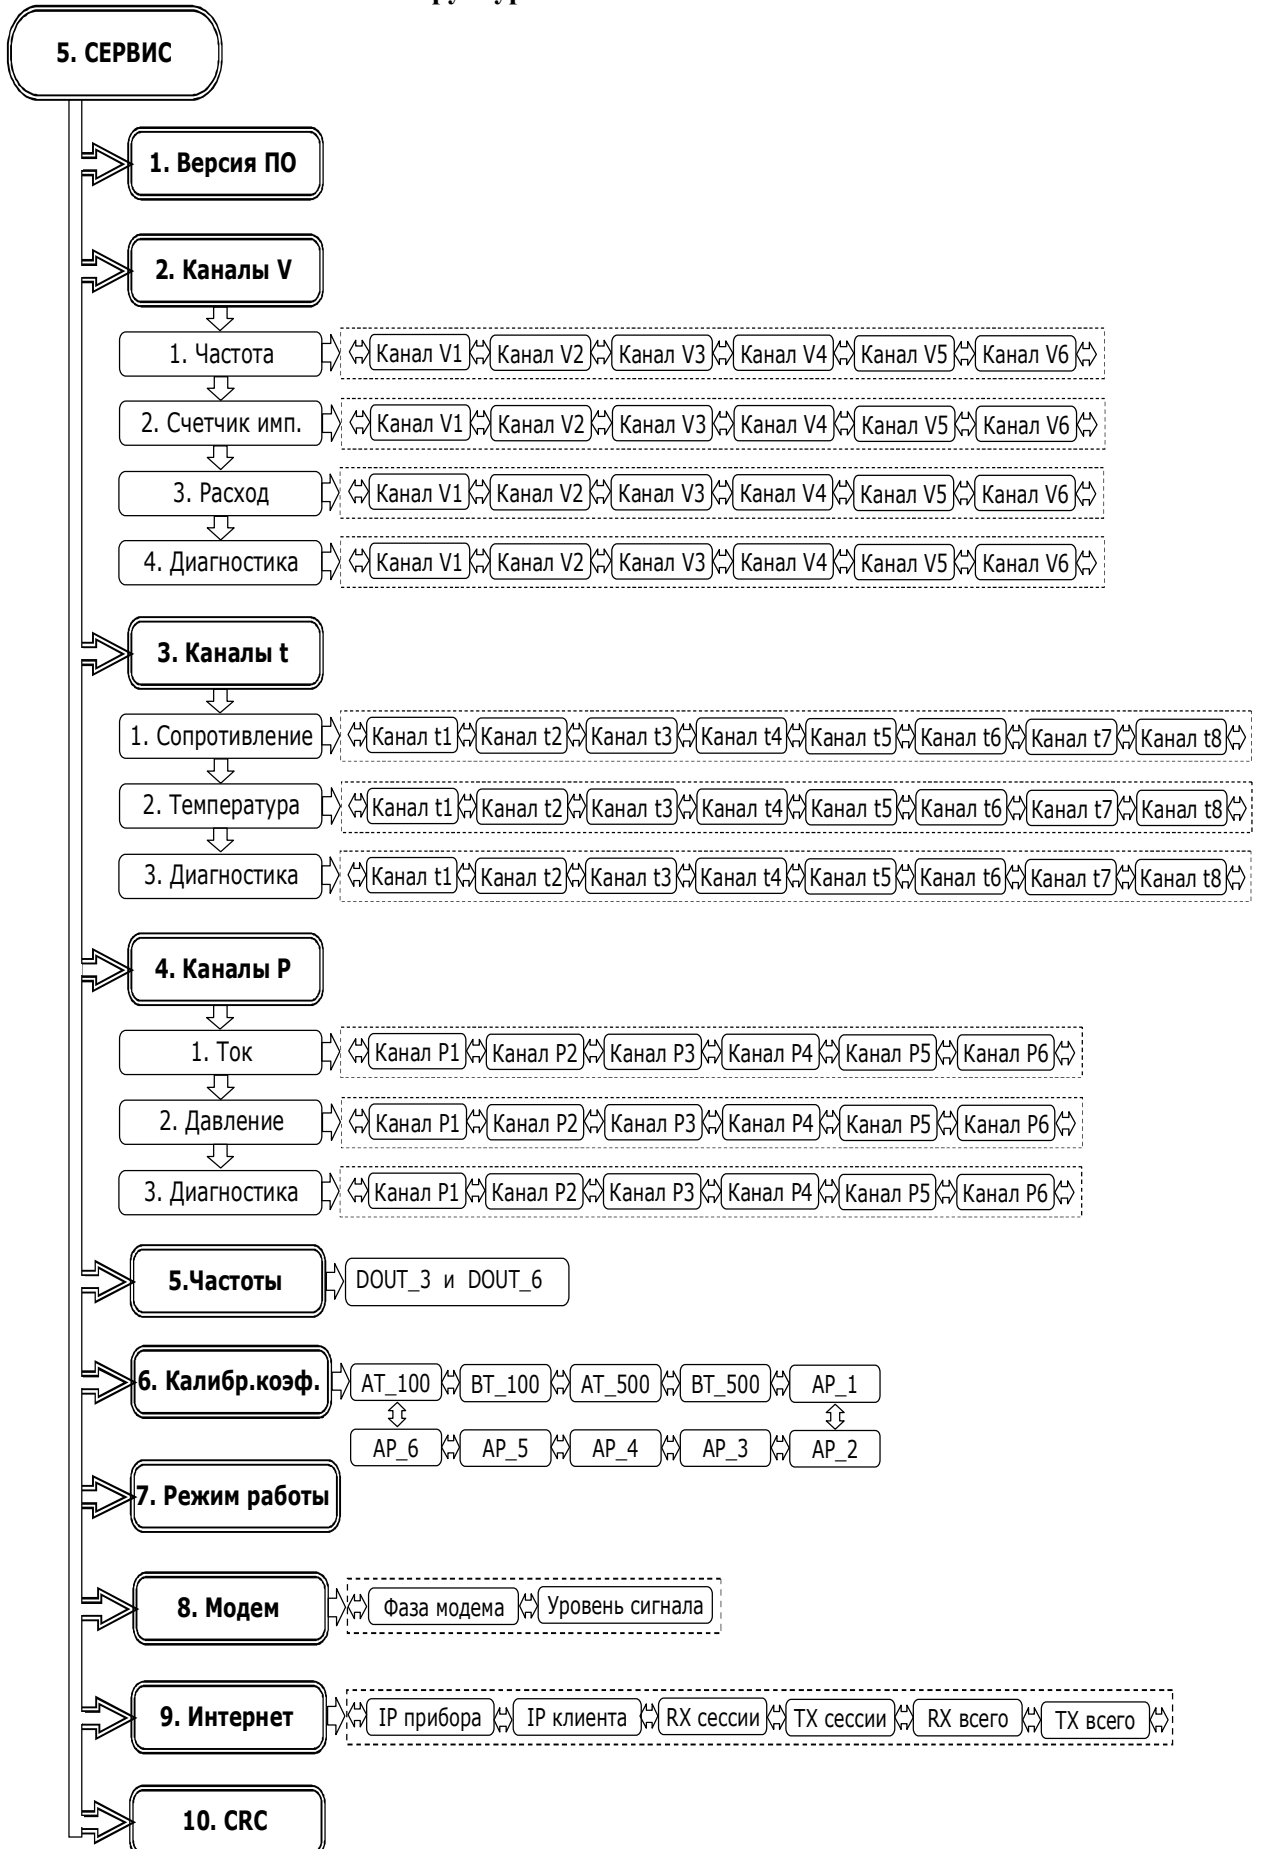 5. СЕРВИС
1. Версия ПО
2. Каналы V
1. Частота Канал V1 Канал V2 Канал V3 Канал V4 Канал V5 Канал V6
2. Счетчик имп. Канал V1 Канал V2 Канал V3 Канал V4 Канал V5 Канал V6
3. Расход Канал V1 Канал V2 Канал V3 Канал V4 Канал V5 Канал V6
4. Диагностика Канал V1 Канал V2 Канал V3 Канал V4 Канал V5 Канал V6
3. Каналы t
1. Сопротивление Канал t1 Канал t2 Канал t3 Канал t4 Канал t5 Канал t6 Канал t7 Канал t8
2. Температура Канал t1 Канал t2 Канал t3 Канал t4 Канал t5 Канал t6 Канал t7 Канал t8
3. Диагностика Канал t1 Канал t2 Канал t3 Канал t4 Канал t5 Канал t6 Канал t7 Канал t8
4. Каналы P
1. Ток Канал P1 Канал P2 Канал P3 Канал P4 Канал P5 Канал P6
2. Давление Канал P1 Канал P2 Канал P3 Канал P4 Канал P5 Канал P6
3. Диагностика Канал P1 Канал P2 Канал P3 Канал P4 Канал P5 Канал P6
5.Частоты DOUT_3 и DOUT_6
6. Калибр.коэф. AT_100 BT_100 AT_500 BT_500 AP_1
AP_6 AP_5 AP_4 AP_3 AP_2
7. Режим работы
8. Модем Фаза модема Уровень сигнала
9. Интернет IP прибора IP клиента RX сессии TX сессии RX всего TX всего
10. CRC